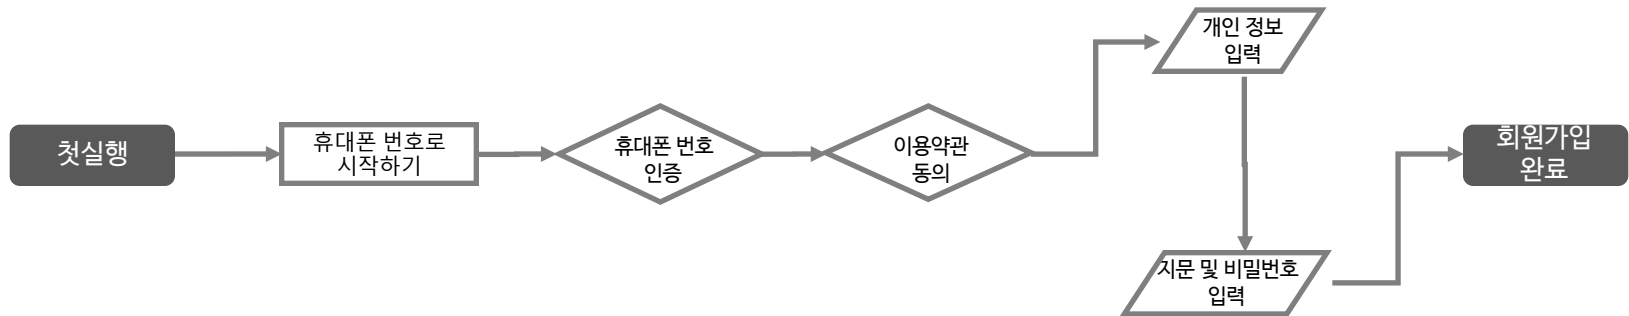 첫실행
휴대폰 번호로
시작하기
휴대폰 번호
인증
이용약관
동의
개인 정보
입력
지문 및 비밀번호
입력
회원가입
완료